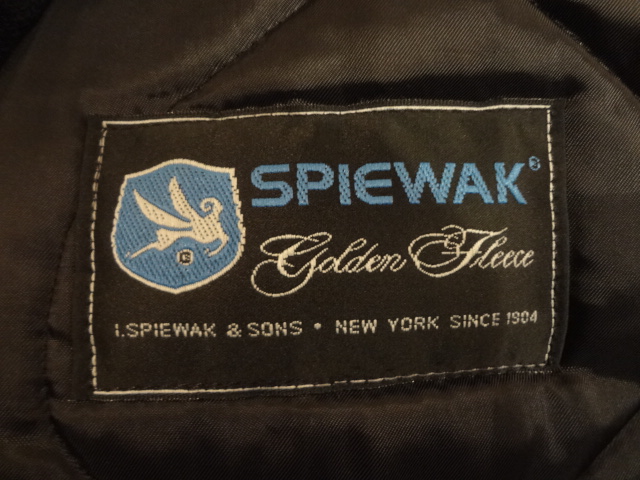 SPIEWAK®
Golden Fleece
®
I.SPIEWAK & SONS • NEW YORK SINCE 1904